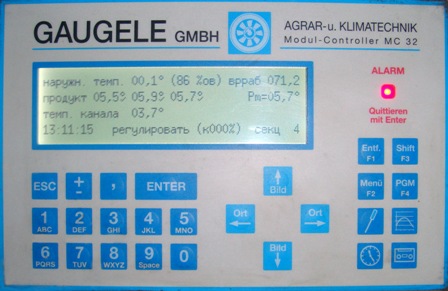 GAUGELE GMBH
AGRAR-u. KLIMATECHNIK
Modul-Controller MC 32
наружн. темп. 00,1° (86 %ов) врраб 071,2
продукт 05,5° 05,9° 05,7° Pm=05,7°
темп. канала 03,7°
13:11:15 регулировать (к000%) секц 4
ALARM
Quittieren
mit Enter
Entf.
F1
Shift
F3
Menü
F2
PGM
F4
ESC
+
-
,
ENTER
Bild
1
ABC
2
DEF
3
GHI
4
JKL
5
MNO
Ort
Ort
6
PQRS
7
TUV
8
WXYZ
9
Space
0
Bild